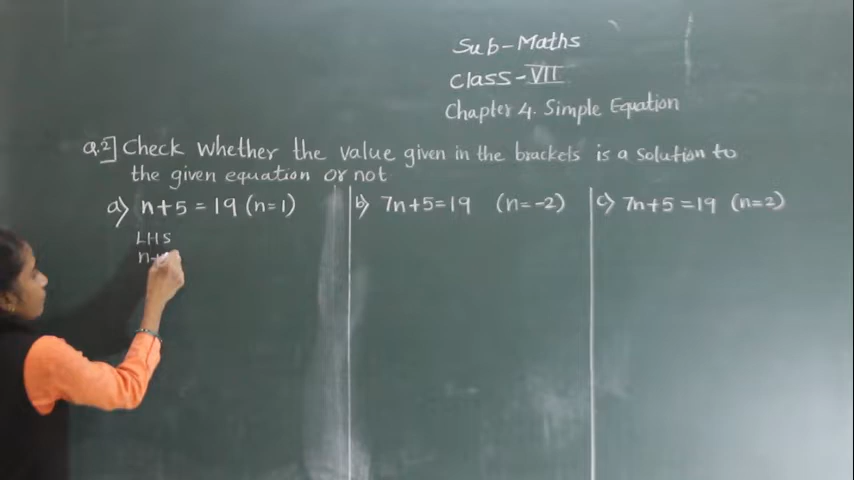 Sub-Maths
Class-VII
Chapter 4. Simple Equation
Q.2] Check whether the value given in the brackets is a solution to
the given equation or not
a) n+5=19 (n=1)
LHS
n+
b) 7n+5=19 (n=-2)
c) 7n+5=19 (n=2)